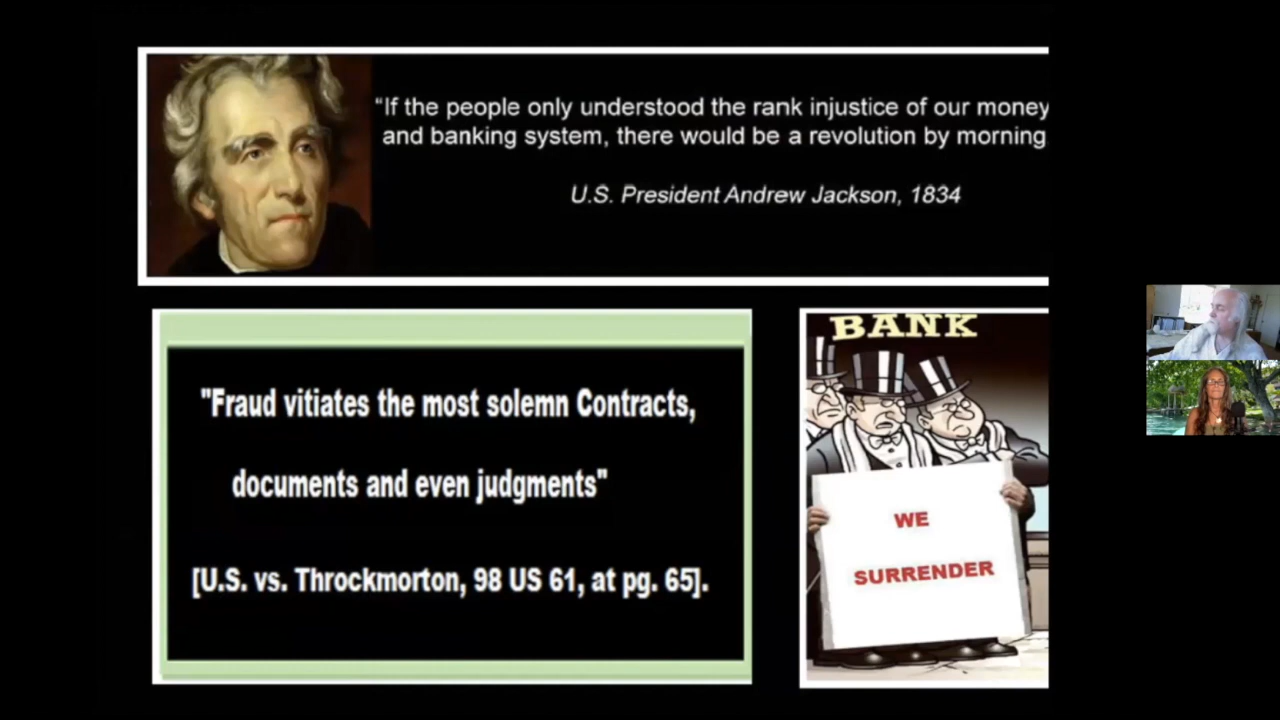 “If the people only understood the rank injustice of our money
and banking system, there would be a revolution by morning
U.S. President Andrew Jackson, 1834
"Fraud vitiates the most solemn Contracts,
documents and even judgments"
[U.S. vs. Throckmorton, 98 US 61, at pg. 65].
BANK
WE
SURRENDER